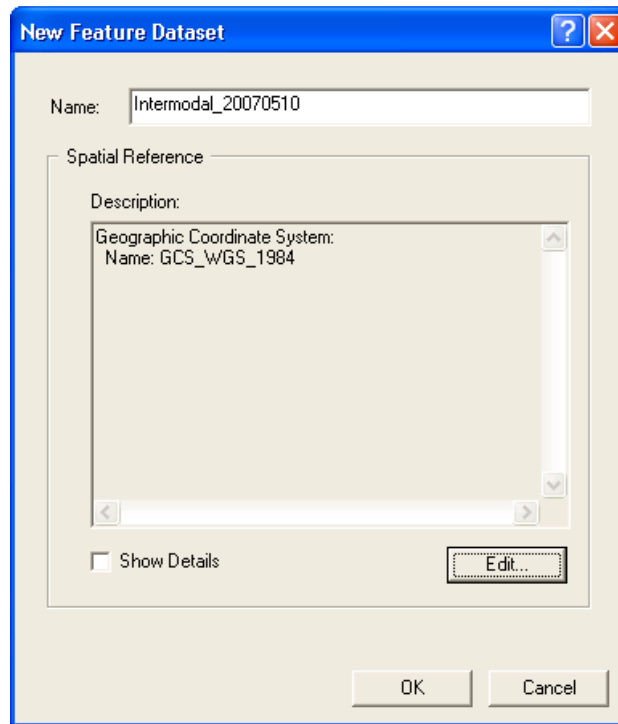 New Feature Dataset
Name: Intermodal_20070510
Spatial Reference
Description:
Geographic Coordinate System:
Name: GCS_WGS_1984
Show Details
Edit...
OK
Cancel